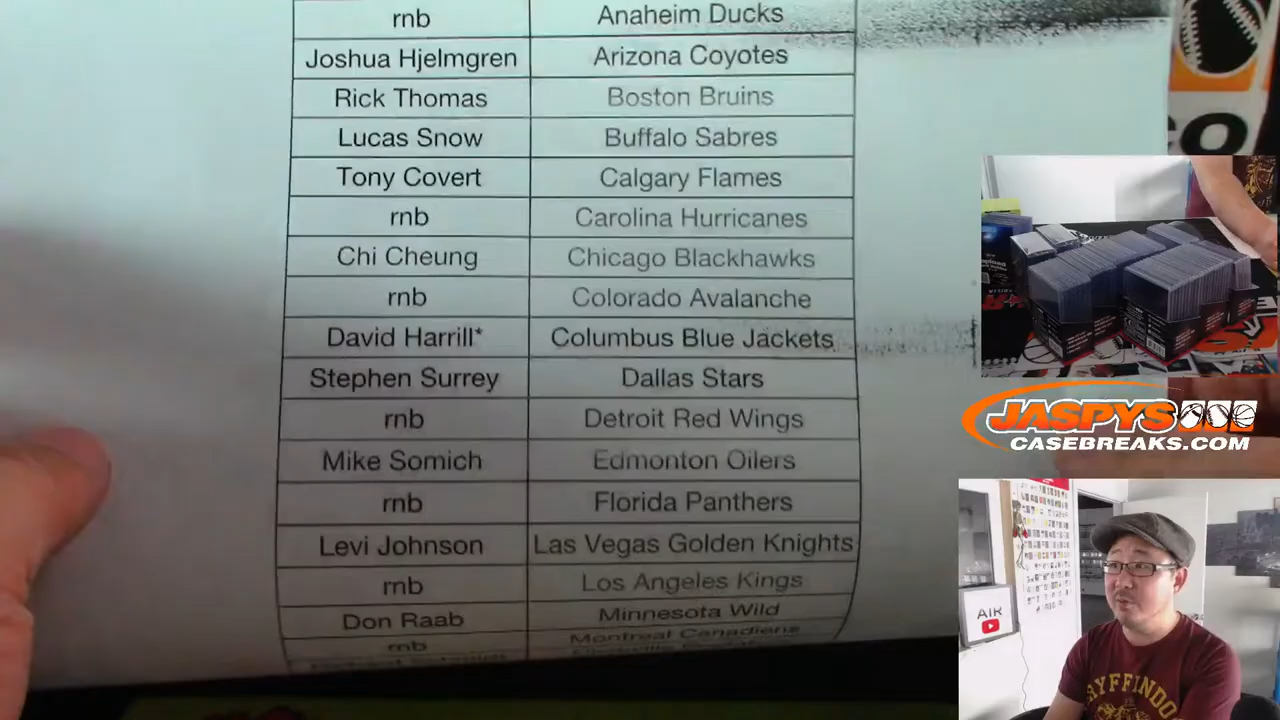 rnb Anaheim Ducks
Joshua Hjelmgren Arizona Coyotes
Rick Thomas Boston Bruins
Lucas Snow Buffalo Sabres
Tony Covert Calgary Flames
rnb Carolina Hurricanes
Chi Cheung Chicago Blackhawks
rnb Colorado Avalanche
David Harrill* Columbus Blue Jackets
Stephen Surrey Dallas Stars
rnb Detroit Red Wings
Mike Somich Edmonton Oilers
rnb Florida Panthers
Levi Johnson Las Vegas Golden Knights
rnb Los Angeles Kings
Don Raab Minnesota Wild
rnb Montreal Canadiens
JASPYS
CASEBREAKS.COM
AIR
RYFFINDO